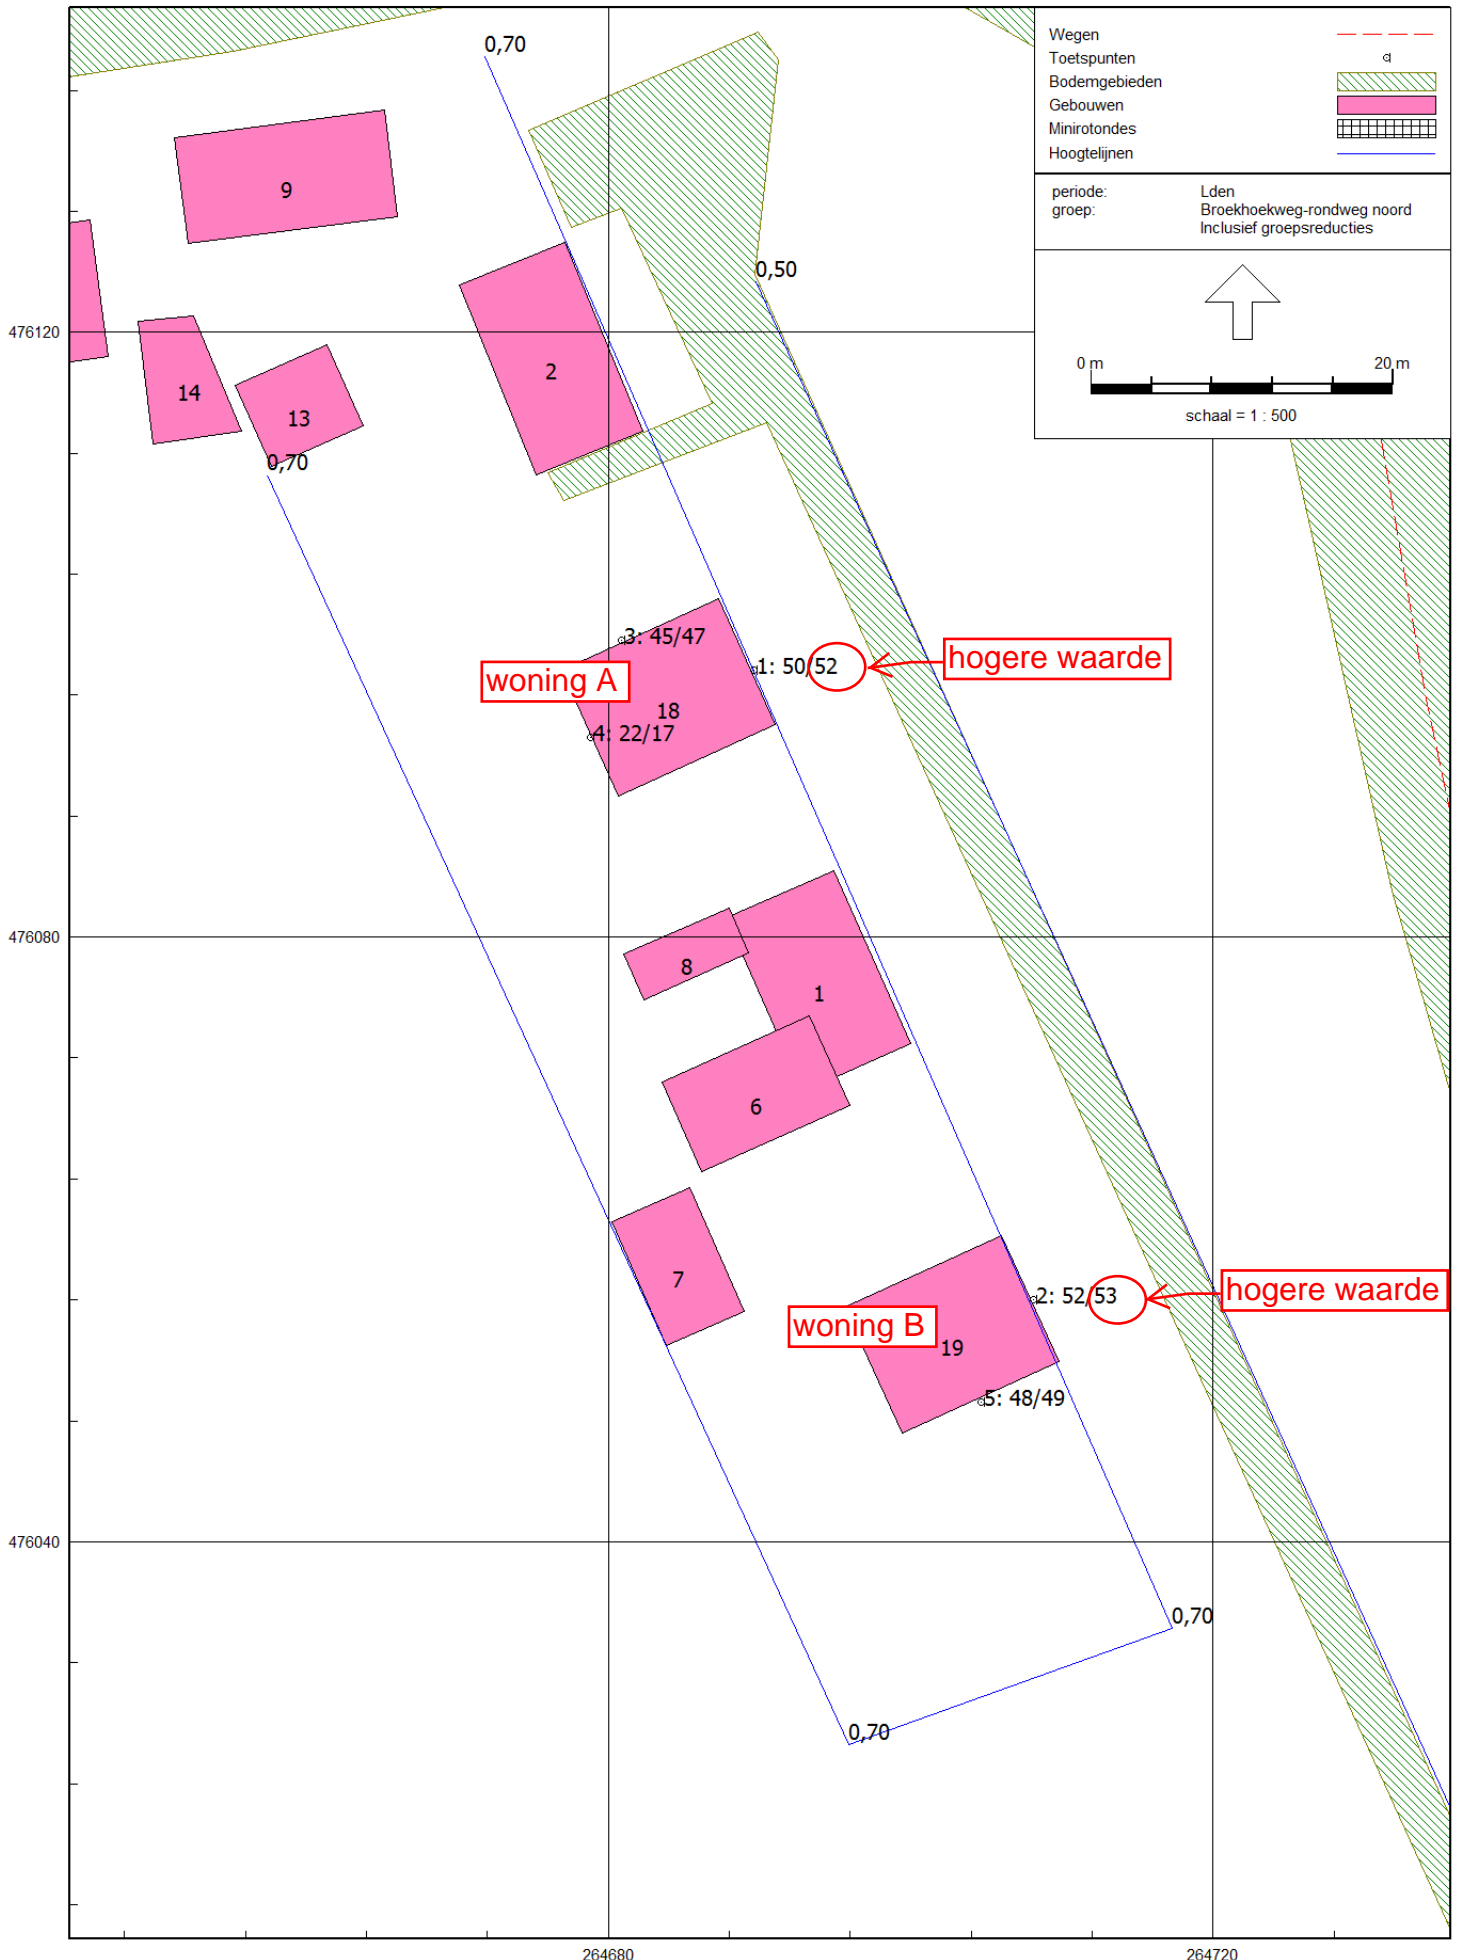 0,70
Wegen
Toetspunten
Bodemgebieden
Gebouwen
Minirotondes
Hoogtelijnen
periode: Lden
groep: Broekhoekweg-rondweg noord
Inclusief groepsreducties
0 m 20 m
schaal = 1 : 500
9
0,50
476120
2
14
13
0,70
3: 45/47
1: 50/52
hogere waarde
woning A
18
4: 22/17
476080
8
1
6
7
2: 52/53
hogere waarde
woning B
19
5: 48/49
476040
0,70
0,70
264680 264720